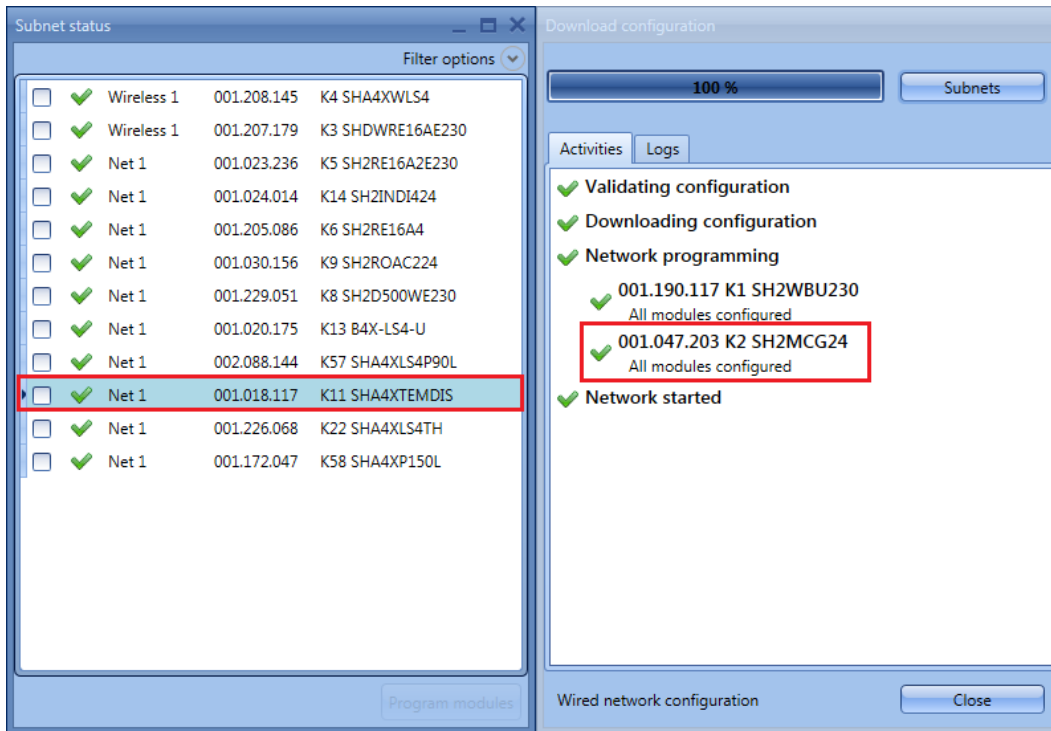 Subnet status
Filter options
Wireless 1 001.208.145 K4 SHA4XWLS4
Wireless 1 001.207.179 K3 SHDWRE16AE230
Net 1 001.023.236 K5 SH2RE16A2E230
Net 1 001.024.014 K14 SH2INDI424
Net 1 001.205.086 K6 SH2RE16A4
Net 1 001.030.156 K9 SH2ROAC224
Net 1 001.229.051 K8 SH2D500WE230
Net 1 001.020.175 K13 B4X-LS4-U
Net 1 002.088.144 K57 SHA4XLS4P90L
Net 1 001.018.117 K11 SHA4XTEMDIS
Net 1 001.226.068 K22 SHA4XLS4TH
Net 1 001.172.047 K58 SHA4XP150L
Program modules
Download configuration
100 %
Subnets
Activities Logs
Validating configuration
Downloading configuration
Network programming
001.190.117 K1 SH2WBU230
All modules configured
001.047.203 K2 SH2MCG24
All modules configured
Network started
Wired network configuration
Close